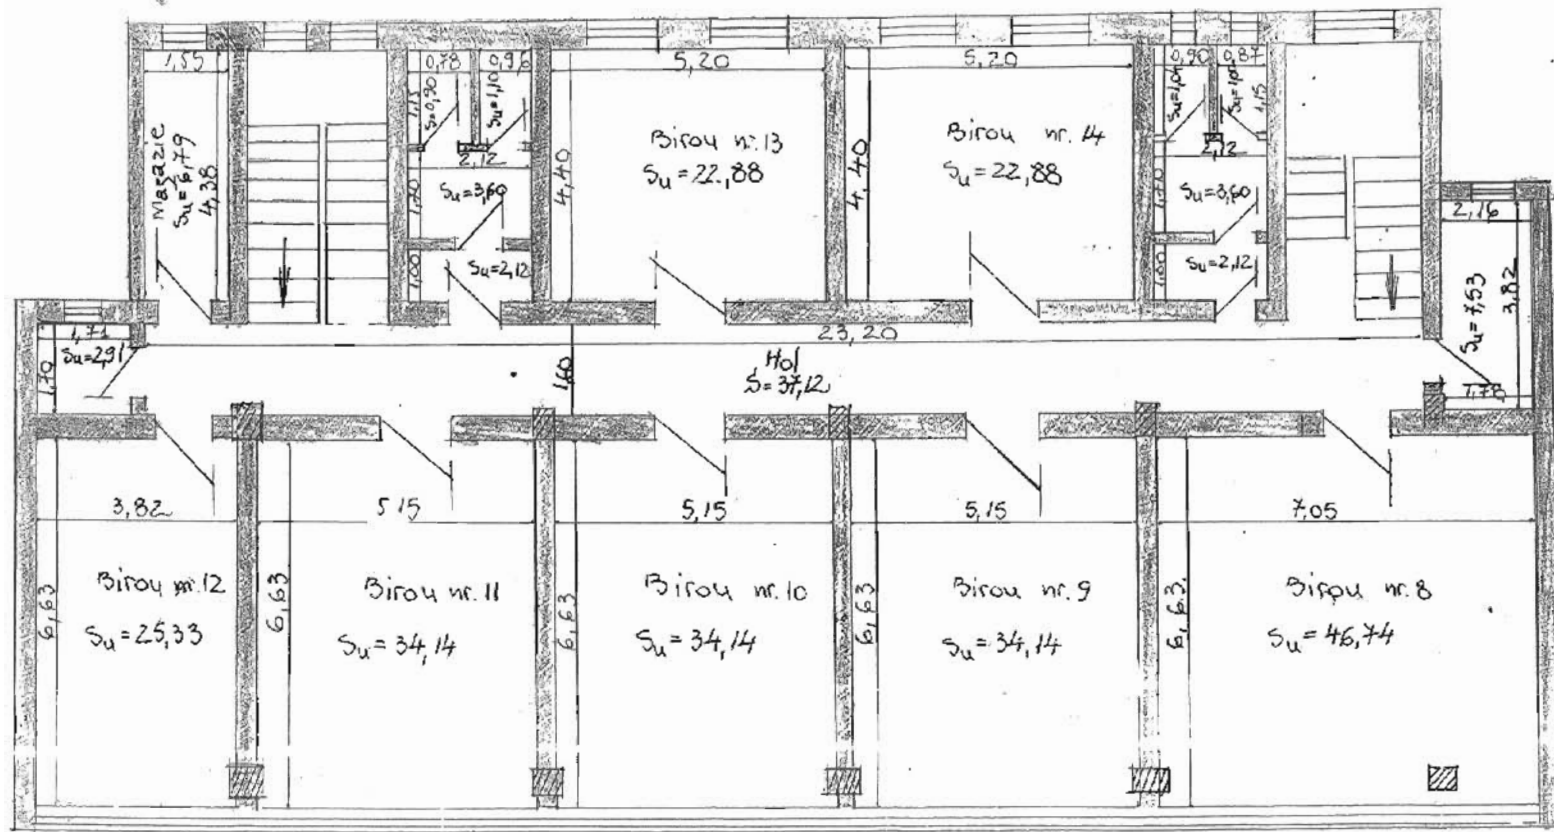 1,55
0,78
0,96
5,20
5,20
0,90
0,87
Magazie
Su=6,79
4,38
1,15
S=0,90
Su=1,10
Su=1,04
1,15
Birou nr. 13
Su=22,88
4,40
Birou nr. 14
Su=22,88
4,40
2,12
Su=3,60
1,70
2,12
Su=3,60
1,70
Su=2,12
1,00
Su=2,12
1,00
2,16
Su=7,53
3,82
1,78
1,71
Su=2,91
1,70
23,20
Hol
S=37,12
1,60
3,82
5,15
5,15
5,15
7,05
Birou nr. 12
Su=25,33
6,63
Birou nr. 11
Su=34,14
6,63
Birou nr. 10
Su=34,14
6,63
Birou nr. 9
Su=34,14
6,63
Birou nr. 8
Su=46,74
6,63